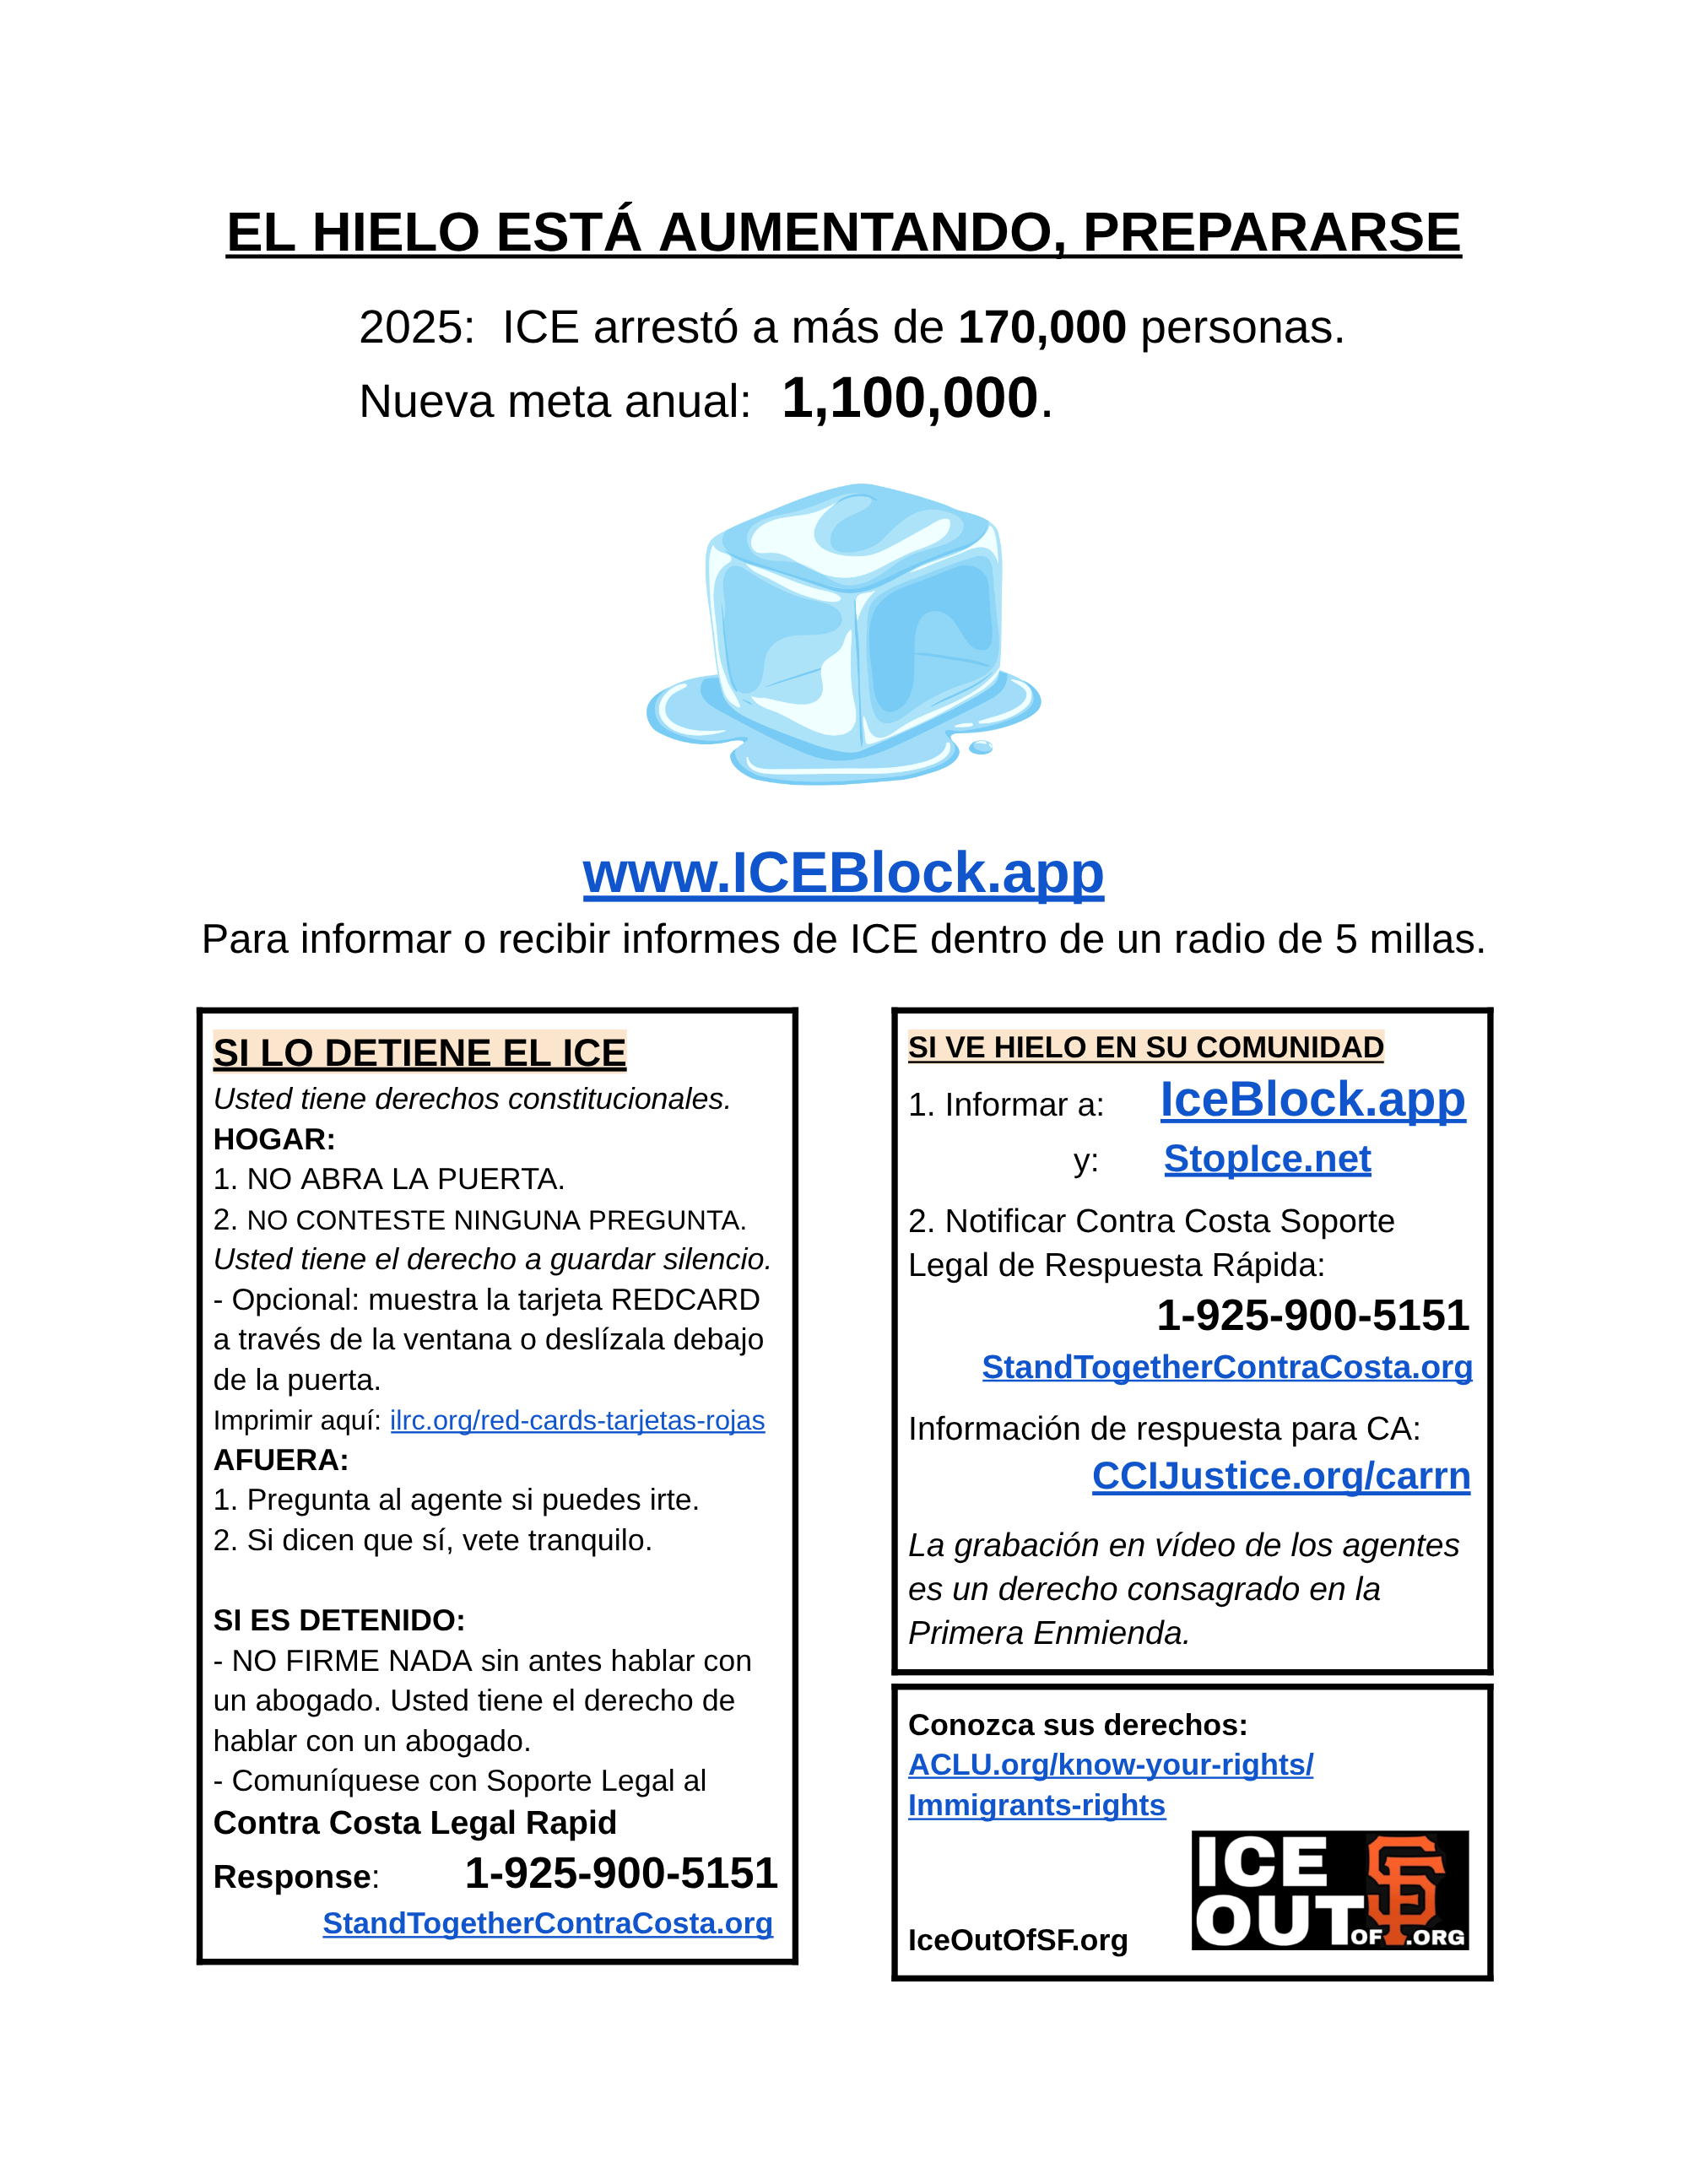 EL HIELO ESTÁ AUMENTANDO, PREPARARSE
2025:  ICE arrestó a más de 170,000 personas.
Nueva meta anual:  1,100,000.
www.ICEBlock.app
Para informar o recibir informes de ICE dentro de un radio de 5 millas.
SI LO DETIENE EL ICE
Usted tiene derechos constitucionales.
HOGAR:
1. NO ABRA LA PUERTA.
2. NO CONTESTE NINGUNA PREGUNTA.
Usted tiene el derecho a guardar silencio.
- Opcional: muestra la tarjeta REDCARD
a través de la ventana o deslízala debajo
de la puerta.
Imprimir aquí: ilrc.org/red-cards-tarjetas-rojas
AFUERA:
1. Pregunta al agente si puedes irte.
2. Si dicen que sí, vete tranquilo.
SI ES DETENIDO:
- NO FIRME NADA sin antes hablar con
un abogado. Usted tiene el derecho de
hablar con un abogado.
- Comuníquese con Soporte Legal al
Contra Costa Legal Rapid
Response: 1-925-900-5151
StandTogetherContraCosta.org
SI VE HIELO EN SU COMUNIDAD
1. Informar a: IceBlock.app
y: StopIce.net
2. Notificar Contra Costa Soporte
Legal de Respuesta Rápida:
1-925-900-5151
StandTogetherContraCosta.org
Información de respuesta para CA:
CCIJustice.org/carrn
La grabación en vídeo de los agentes
es un derecho consagrado en la
Primera Enmienda.
Conozca sus derechos:
ACLU.org/know-your-rights/
Immigrants-rights
IceOutOfSF.org
ICE
OUT OF SF .ORG